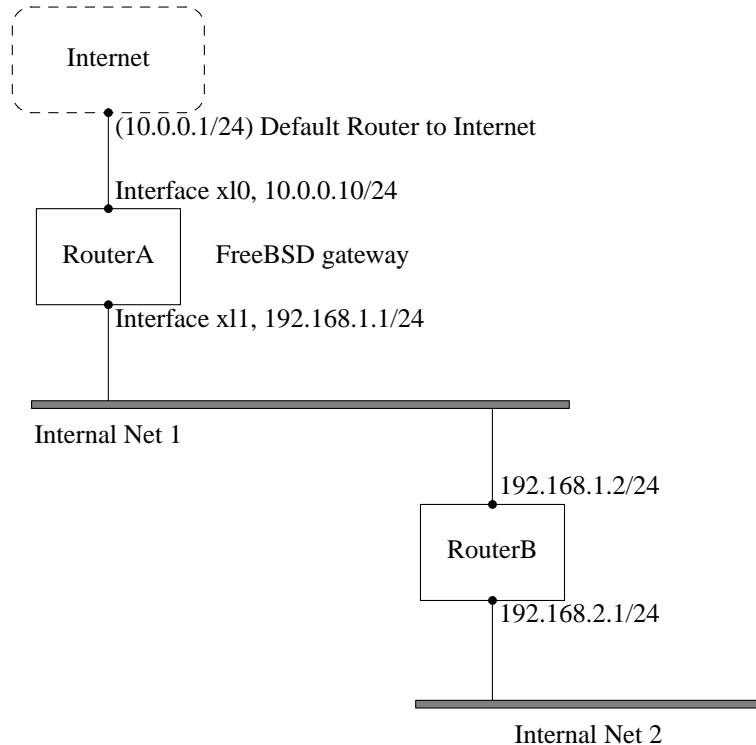 Internet
(10.0.0.1/24) Default Router to Internet
Interface xl0, 10.0.0.10/24
RouterA
FreeBSD gateway
Interface xl1, 192.168.1.1/24
Internal Net 1
192.168.1.2/24
RouterB
192.168.2.1/24
Internal Net 2